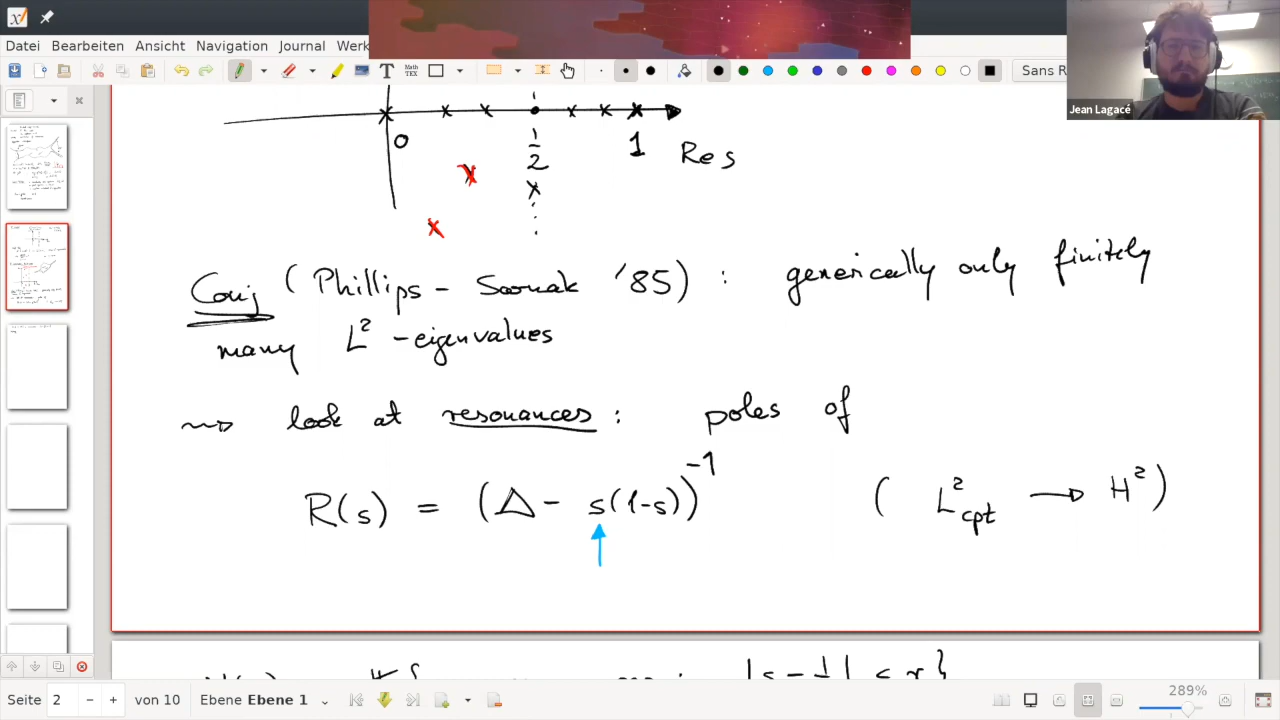 Datei Bearbeiten Ansicht Navigation Journal Werk
Sans R
Jean Lagacé
0 1/2 1 Re s
Conj (Phillips - Sarnak '85) : generically only finitely
many L² -eigenvalues
⇝ look at resonances : poles of
R(s) = (Δ - s(1-s))⁻¹ ( L²cpt → H² )
Seite 2 von 10 Ebene Ebene 1 289%